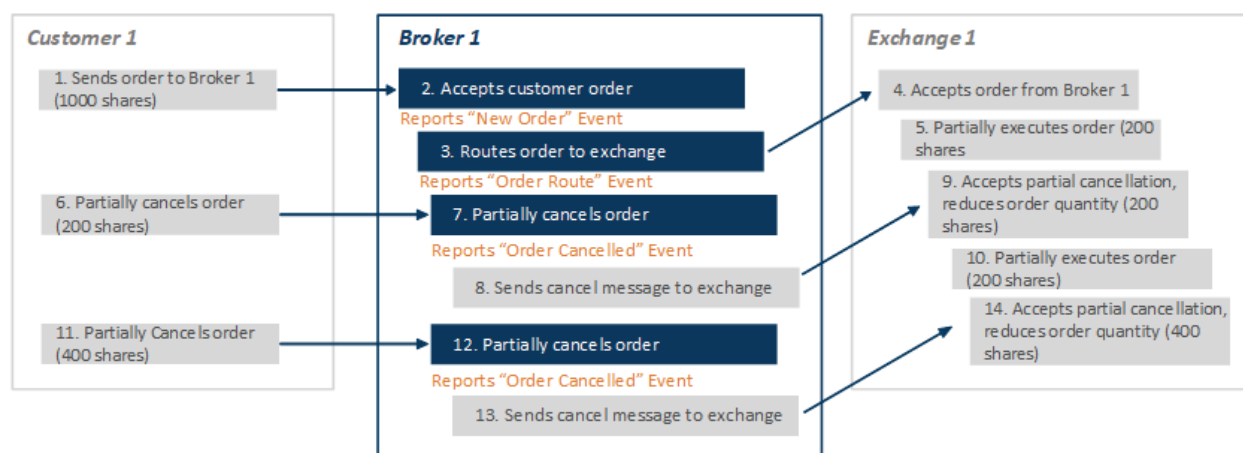 Customer 1
1. Sends order to Broker 1
(1000 shares)
6. Partially cancels order
(200 shares)
11. Partially Cancels order
(400 shares)
Broker 1
2. Accepts customer order
Reports “New Order” Event
3. Routes order to exchange
Reports “Order Route” Event
7. Partially cancels order
Reports “Order Cancelled” Event
8. Sends cancel message to exchange
12. Partially cancels order
Reports “Order Cancelled” Event
13. Sends cancel message to exchange
Exchange 1
4. Accepts order from Broker 1
5. Partially executes order (200
shares
9. Accepts partial cancellation,
reduces order quantity (200
shares)
10. Partially executes order
(200 shares)
14. Accepts partial cancellation,
reduces order quantity (400
shares)